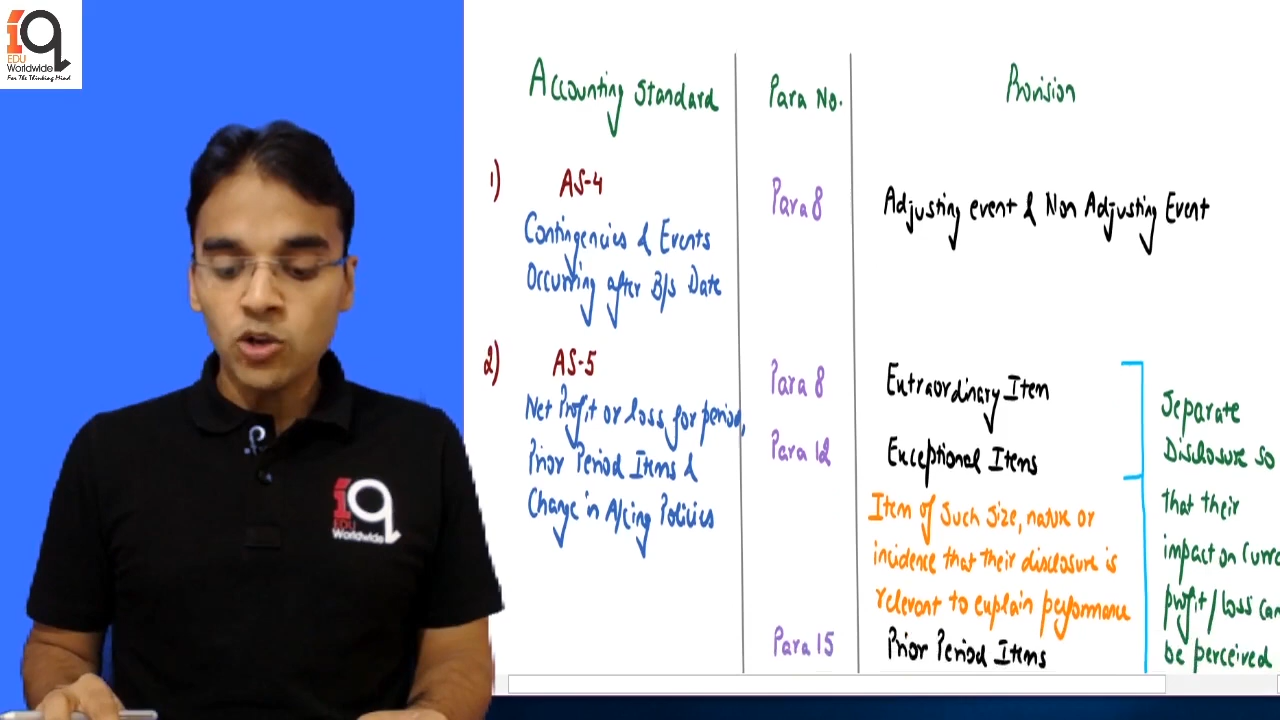 iq
EDU
Worldwide
For The Thinking Mind
Accounting Standard Para No. Provision
1) AS-4 Para 8 Adjusting event & Non Adjusting Event
Contingencies & Events
Occurring after B/s Date
2) AS-5 Para 8 Extraordinary Item
Net Profit or loss for period, Para 12 Exceptional Items
Prior Period Items &
Change in A/cing Policies
Item of such size, nature or
incidence that their disclosure is
relevant to explain performance
Para 15 Prior Period Items
Separate
Disclosure so
that their
impact on Curre
profit/loss can
be perceived
iq
EDU
Worldwide